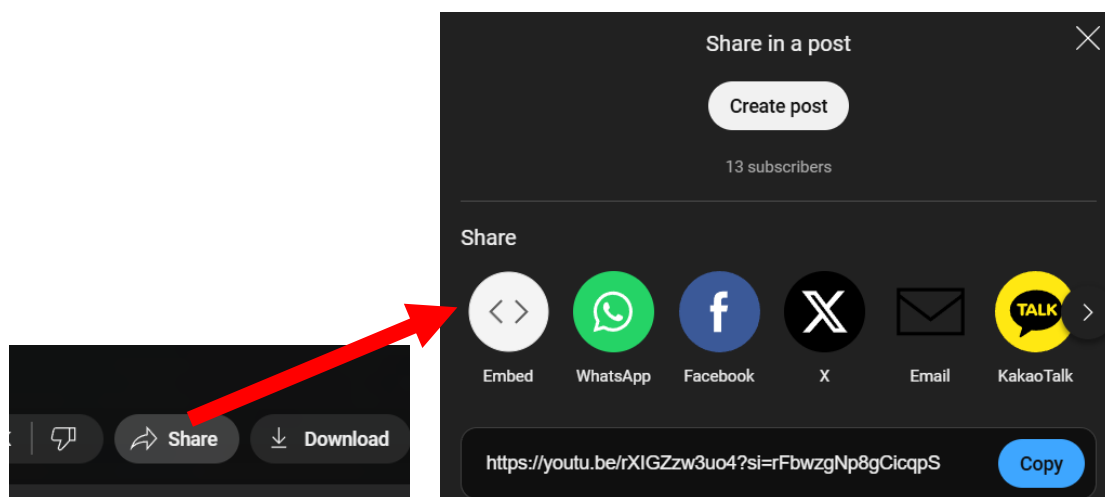 Share in a post
Create post
13 subscribers
Share
TALK
Embed WhatsApp Facebook X Email KakaoTalk
Share Download
https://youtu.be/rXIGZzw3uo4?si=rFbwzgNp8gCicqpS Copy